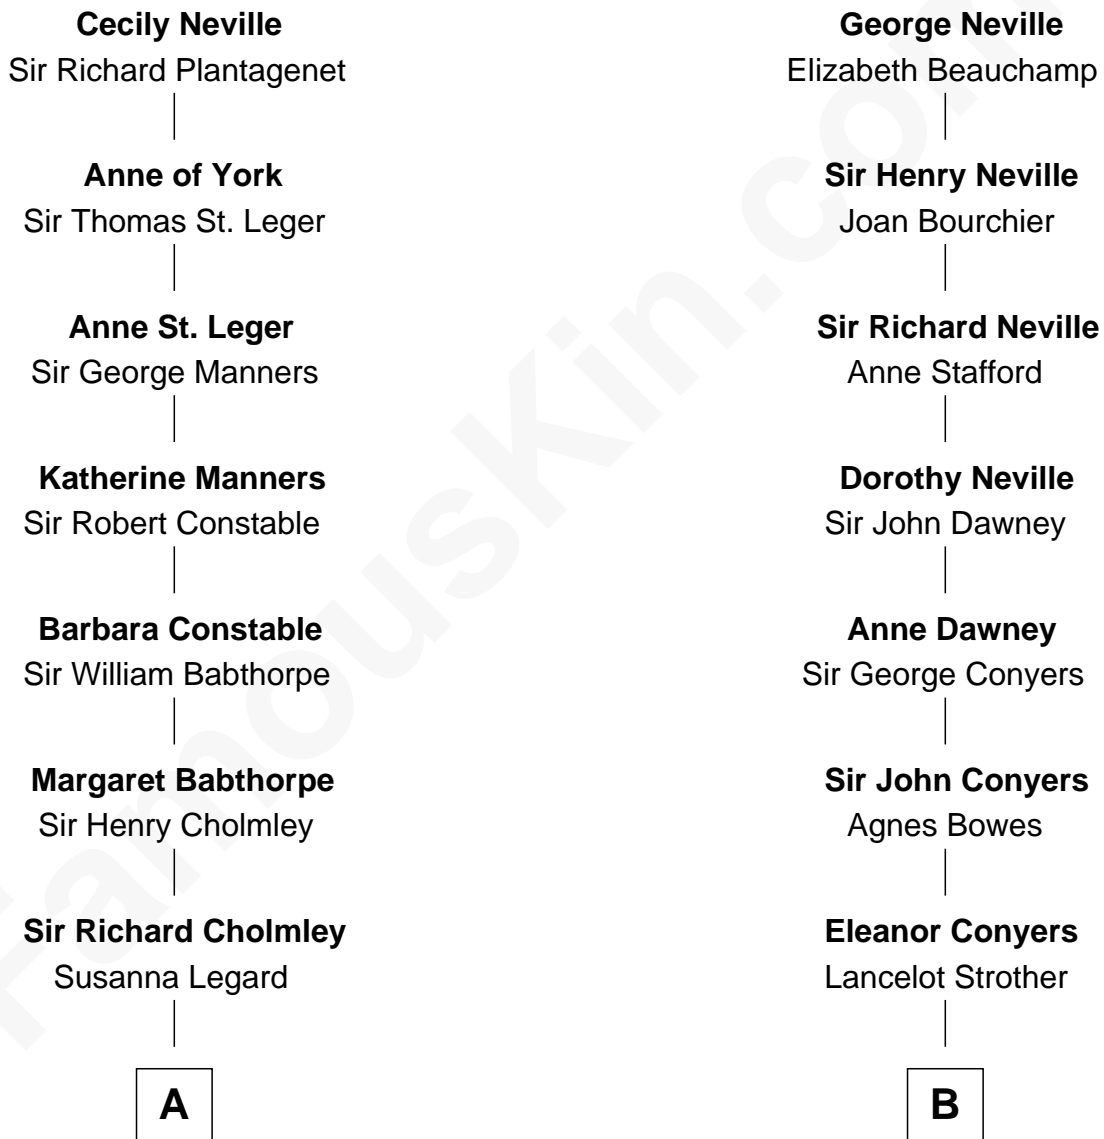 Cecily Neville
Sir Richard Plantagenet
Anne of York
Sir Thomas St. Leger
Anne St. Leger
Sir George Manners
Katherine Manners
Sir Robert Constable
Barbara Constable
Sir William Babthorpe
Margaret Babthorpe
Sir Henry Cholmley
Sir Richard Cholmley
Susanna Legard
A
George Neville
Elizabeth Beauchamp
Sir Henry Neville
Joan Bourchier
Sir Richard Neville
Anne Stafford
Dorothy Neville
Sir John Dawney
Anne Dawney
Sir George Conyers
Sir John Conyers
Agnes Bowes
Eleanor Conyers
Lancelot Strother
B
FamousKin.com